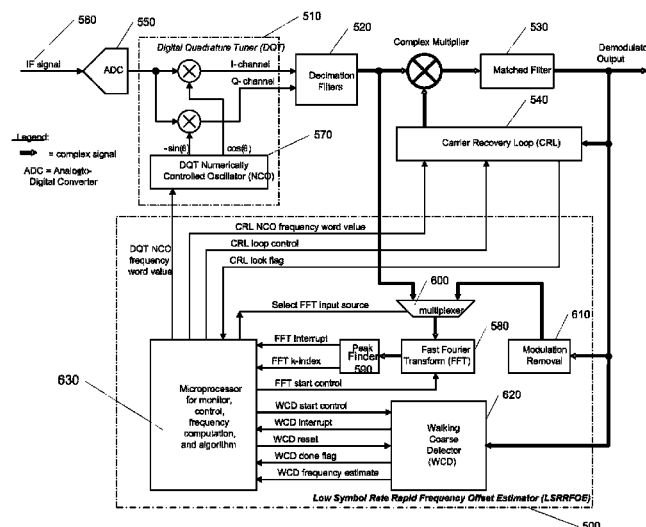 560
550
510
520
530
IF signal
ADC
Digital Quadrature Tuner (DQT)
I-channel
Q- channel
Decimation
Filters
Complex Multiplier
Matched Filter
Demodulator
Output
540
Carrier Recovery Loop (CRL)
Legend:
= complex signal
ADC = Analog-to-
Digital Converter
-sin(θ)
cos(θ)
570
DQT Numerically
Controlled Oscillator (NCO)
DQT NCO
frequency
word value
CRL NCO frequency word value
CRL loop control
CRL lock flag
600
Select FFT input source
multiplexer
580
610
FFT Interrupt
FFT k-index
FFT start control
Peak
Finder
590
Fast Fourier
Transform (FFT)
Modulation
Removal
630
Microprocessor
for monitor,
control,
frequency
computation,
and algorithm
620
WCD start control
WCD Interrupt
WCD reset
WCD done flag
WCD frequency estimate
Walking
Coarse
Detector
(WCD)
Low Symbol Rate Rapid Frequency Offset Estimator (LSRRFOE)
500